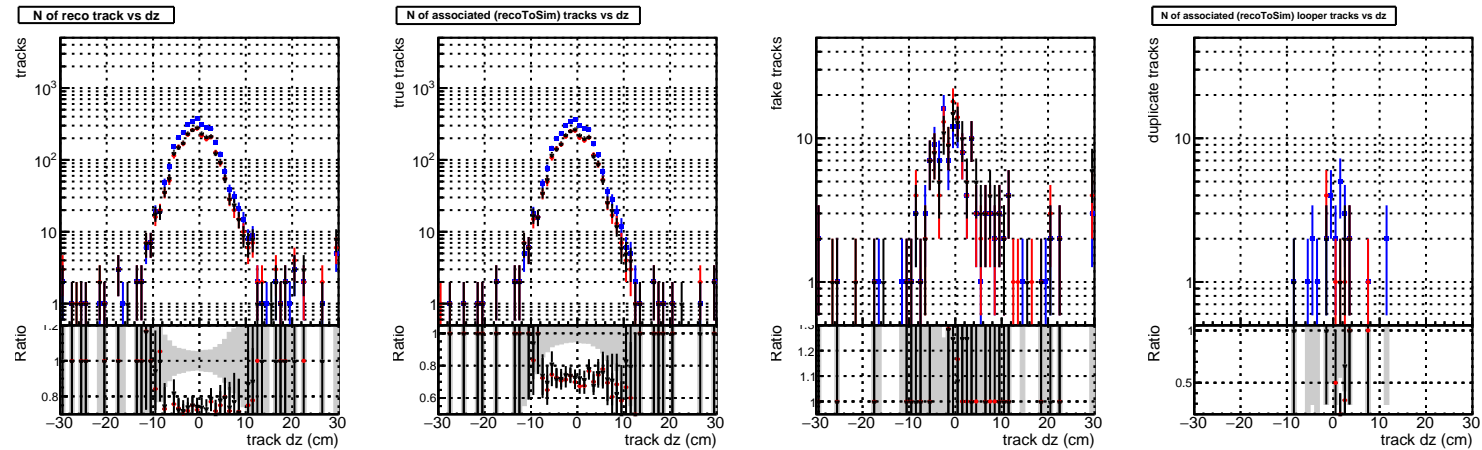 N of reco track vs dz
tracks
10³
10²
10
1
Ratio
1.2
1
0.8
−30 −20 −10 0 10 20 30
track dz (cm)
N of associated (recoToSim) tracks vs dz
true tracks
10³
10²
10
1
Ratio
1
0.8
0.6
−30 −20 −10 0 10 20 30
track dz (cm)
fake tracks
10
1
Ratio
1.3
1.2
1.1
1
−30 −20 −10 0 10 20 30
track dz (cm)
N of associated (recoToSim) looper tracks vs dz
duplicate tracks
10
1
Ratio
1
0.5
−30 −20 −10 0 10 20 30
track dz (cm)